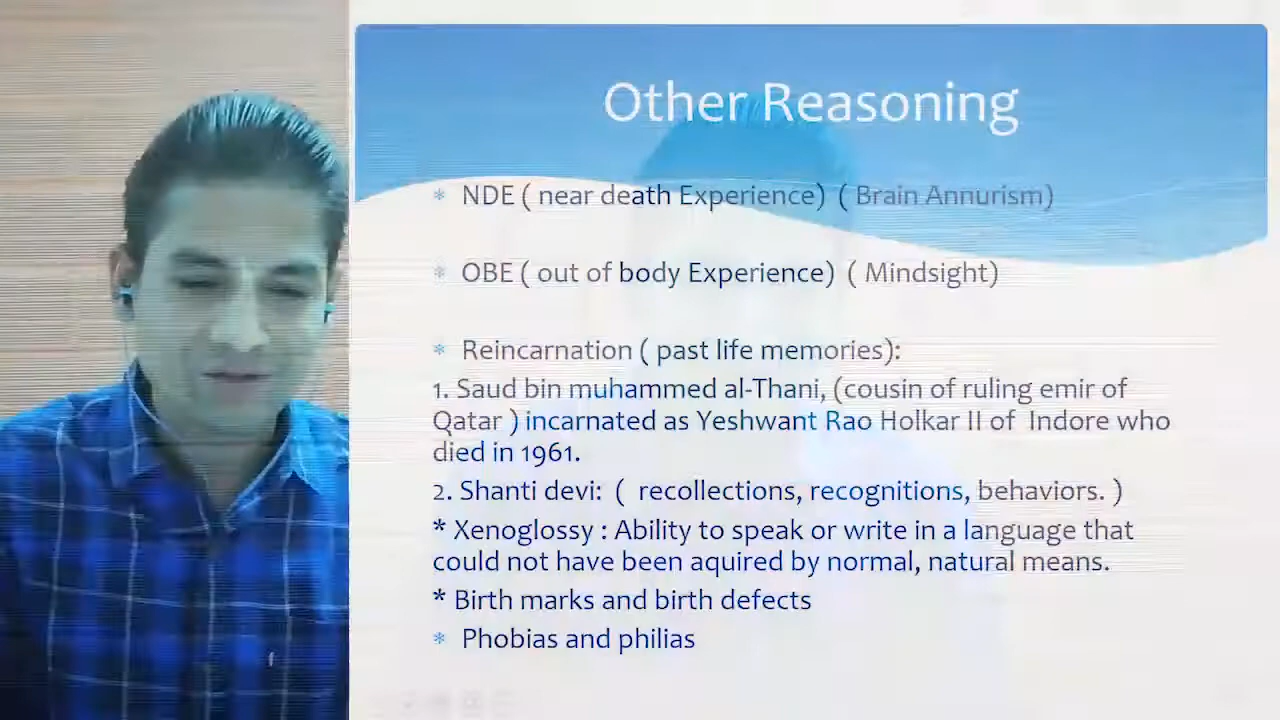 Other Reasoning
* NDE ( near death Experience) ( Brain Annurism)
* OBE ( out of body Experience) ( Mindsight)
* Reincarnation ( past life memories):
1. Saud bin muhammed al-Thani, (cousin of ruling emir of
Qatar ) incarnated as Yeshwant Rao Holkar II of Indore who
died in 1961.
2. Shanti devi: ( recollections, recognitions, behaviors. )
* Xenoglossy : Ability to speak or write in a language that
could not have been aquired by normal, natural means.
* Birth marks and birth defects
* Phobias and philias